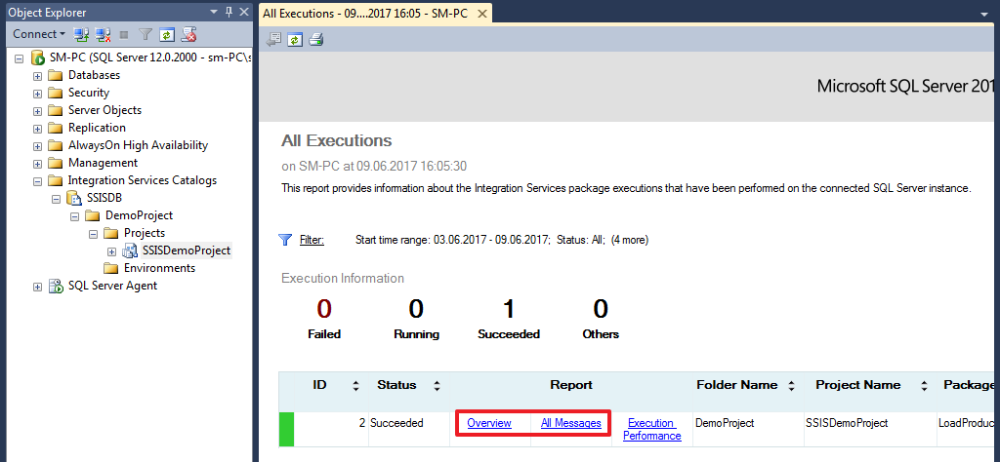 Object Explorer
Connect
SM-PC (SQL Server 12.0.2000 - sm-PC\s
Databases
Security
Server Objects
Replication
AlwaysOn High Availability
Management
Integration Services Catalogs
SSISDB
DemoProject
Projects
SSISDemoProject
Environments
SQL Server Agent
All Executions - 09....2017 16:05 - SM-PC
Microsoft SQL Server 201
All Executions
on SM-PC at 09.06.2017 16:05:30
This report provides information about the Integration Services package executions that have been performed on the connected SQL Server instance.
Filter: Start time range: 03.06.2017 - 09.06.2017; Status: All; (4 more)
Execution Information
0 0 1 0
Failed Running Succeeded Others
ID Status Report Folder Name Project Name Package
2 Succeeded Overview All Messages Execution DemoProject SSISDemoProject LoadProduc
Performance